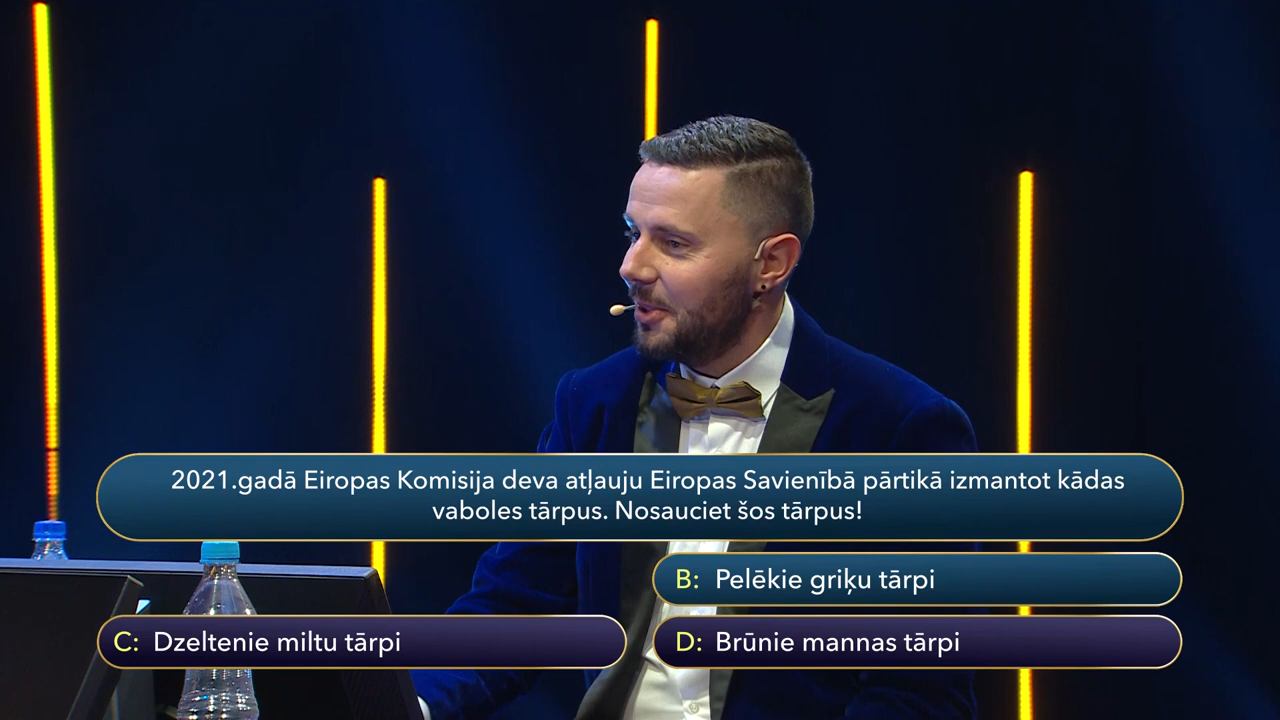 2021.gadā Eiropas Komisija deva atļauju Eiropas Savienībā pārtikā izmantot kādas
vaboles tārpus. Nosauciet šos tārpus!
B: Pelēkie griķu tārpi
C: Dzeltenie miltu tārpi
D: Brūnie mannas tārpi